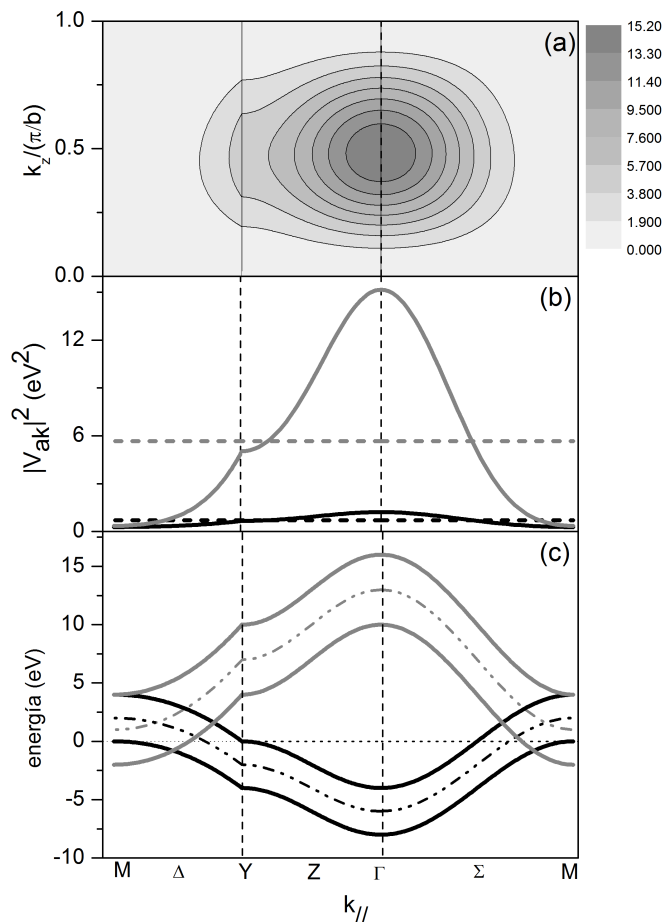 (a)
1.0
0.5
0.0
k_z/(π/b)
15.20
13.30
11.40
9.500
7.600
5.700
3.800
1.900
0.000
(b)
12
6
0
|V_ak|^2 (eV^2)
(c)
15
10
5
0
-5
-10
energía (eV)
M Δ Y Z Γ Σ M
k_//